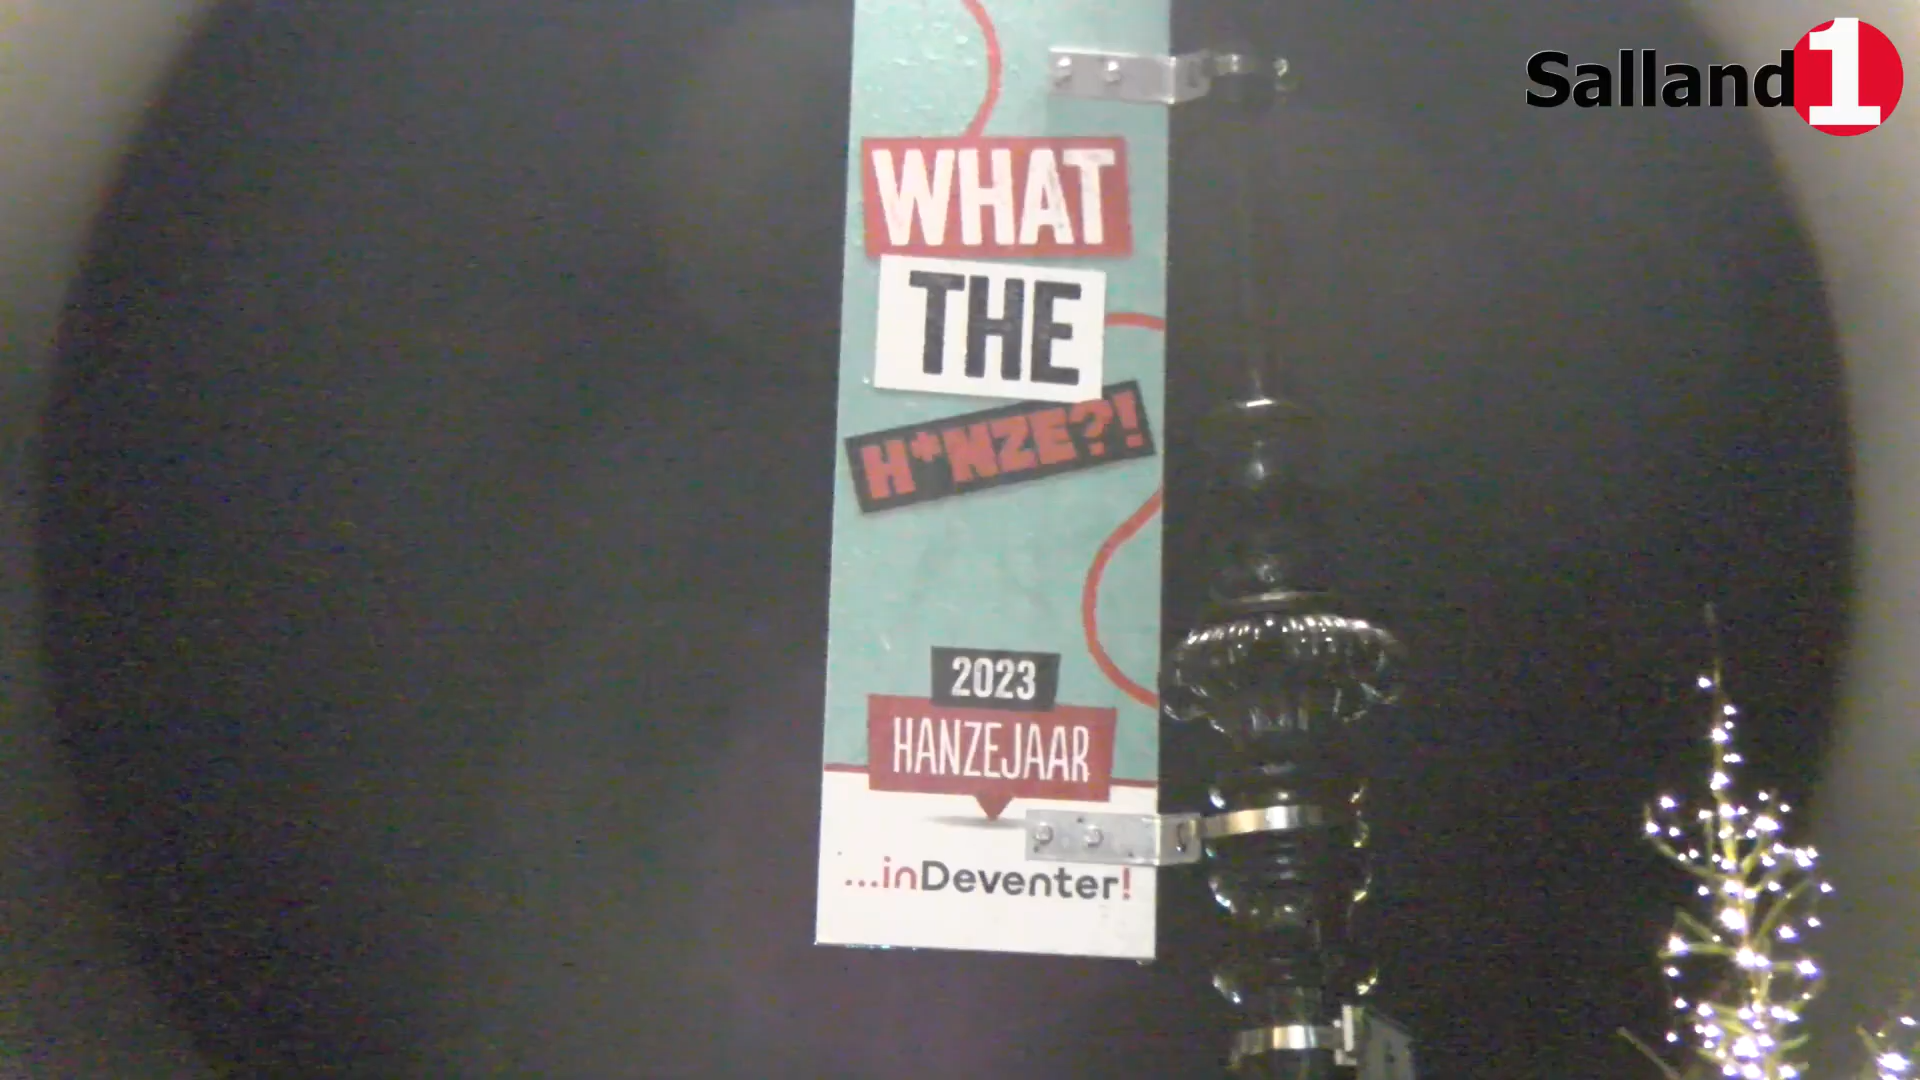 Salland1
WHAT
THE
H*NZE?!
2023
HANZEJAAR
...inDeventer!